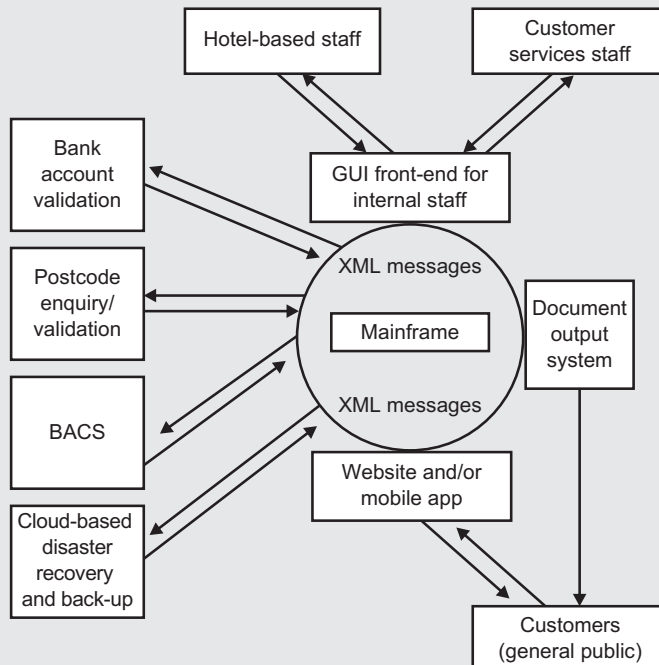 Hotel-based staff
Customer
services staff
Bank
account
validation
GUI front-end for
internal staff
Postcode
enquiry/
validation
XML messages
Mainframe
Document
output
system
XML messages
BACS
Website and/or
mobile app
Cloud-based
disaster
recovery
and back-up
Customers
(general public)